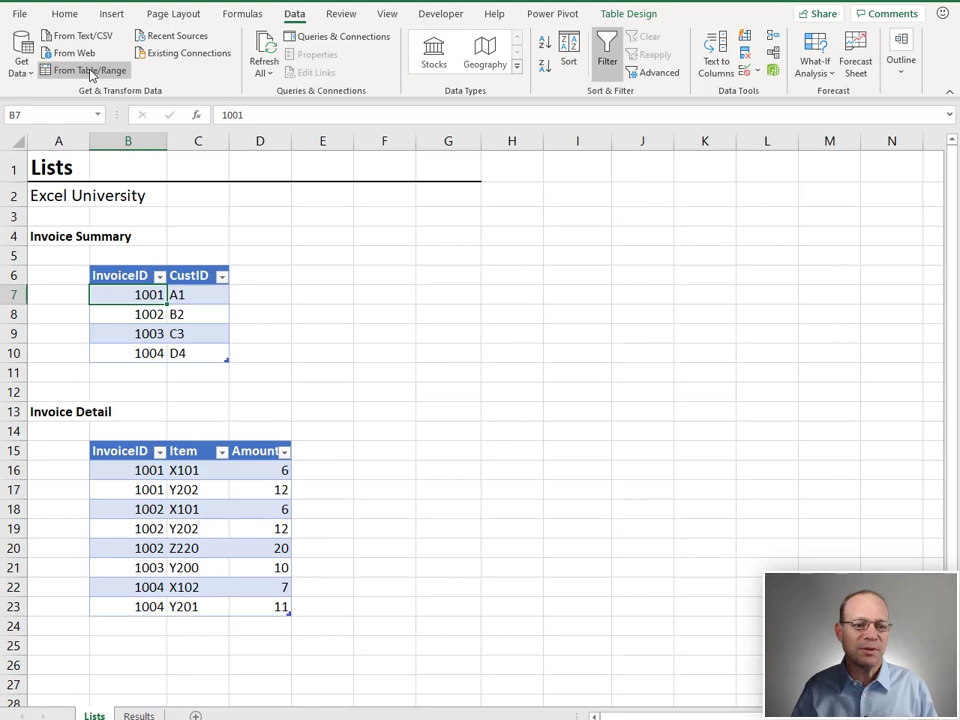 File Home Insert Page Layout Formulas Data Review View Developer Help Power Pivot Table Design Share Comments
From Text/CSV Recent Sources Queries & Connections Clear
From Web Existing Connections Properties Reapply
From Table/Range Edit Links Advanced
Get Data Refresh All Stocks Geography Sort Filter Text to Columns What-If Analysis Forecast Sheet Outline
Get & Transform Data Queries & Connections Data Types Sort & Filter Data Tools Forecast
B7 fx 1001
A B C D E F G H I J K L M N
1 Lists
2 Excel University
3
4 Invoice Summary
5
6 InvoiceID CustID
7 1001 A1
8 1002 B2
9 1003 C3
10 1004 D4
11
12
13 Invoice Detail
14
15 InvoiceID Item Amount
16 1001 X101 6
17 1001 Y202 12
18 1002 X101 6
19 1002 Y202 12
20 1002 Z220 20
21 1003 Y200 10
22 1004 X102 7
23 1004 Y201 11
24
25
26
27
28
Lists Results